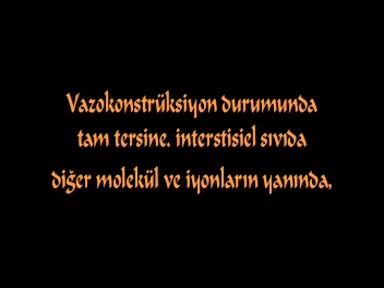 Vazokonstrüksiyon durumunda
tam tersine. interstisiel sıvıda
diğer molekül ve iyonların yanında,